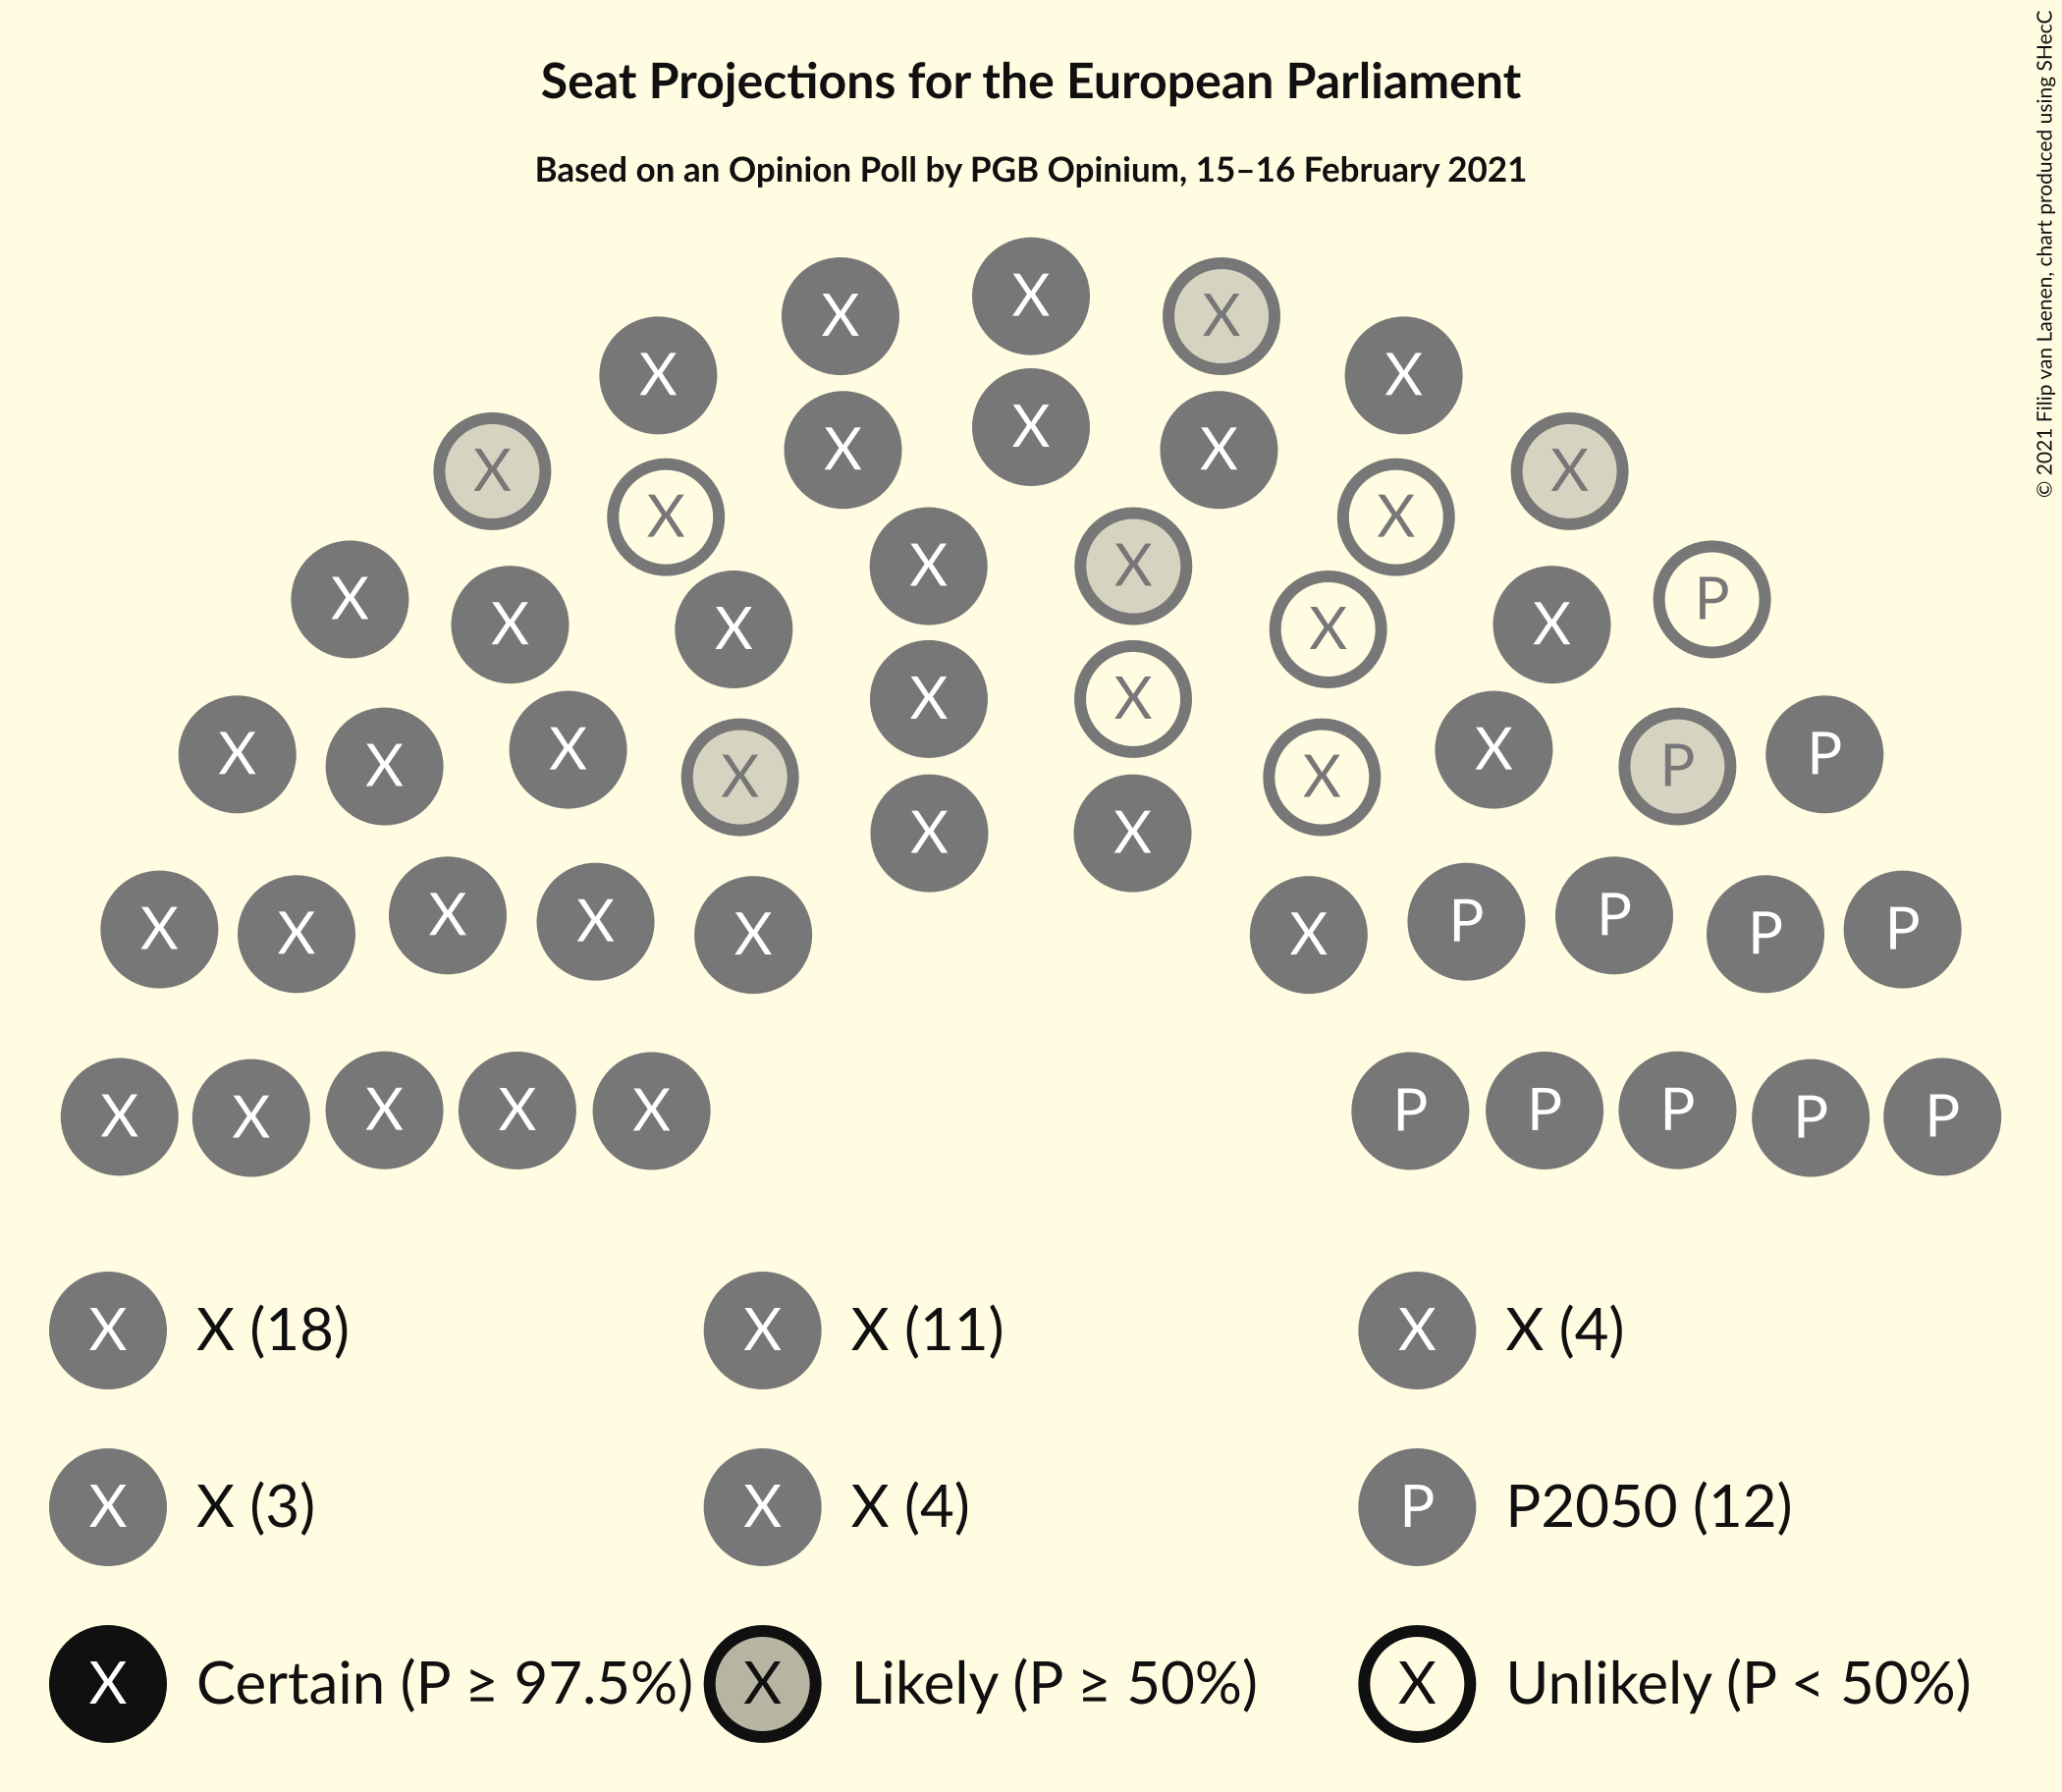 Seat Projections for the European Parliament
Based on an Opinion Poll by PGB Opinium, 15–16 February 2021
© 2021 Filip van Laenen, chart produced using SHecC
X X X X X
X X X
X X X X
X X X X
X X X P
X X X X X P P
X X X X
X X P P P P P
X X X X X X X
X X X X X X P P P P
X X X X X P P P P P
X X (18) X X (11) X X (4)
X X (3) X X (4) P P2050 (12)
X Certain (P ≥ 97.5%) X Likely (P ≥ 50%) X Unlikely (P < 50%)